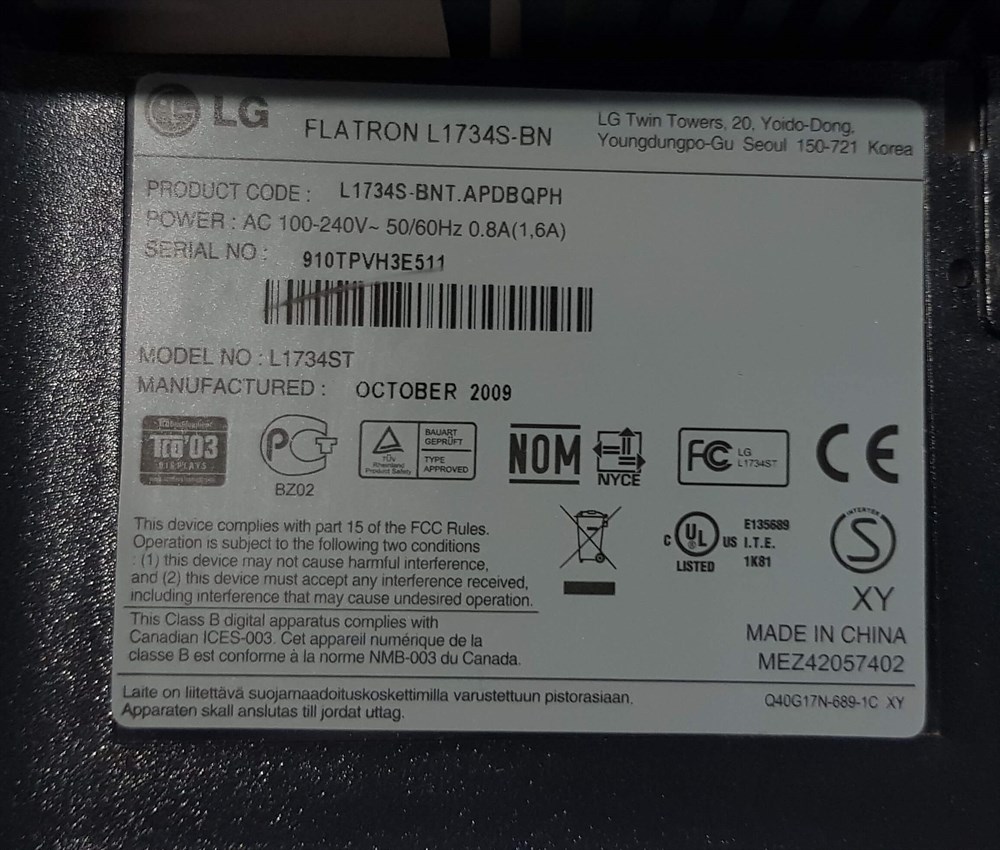 LG
FLATRON L1734S-BN
LG Twin Towers, 20, Yoido-Dong,
Youngdungpo-Gu Seoul 150-721 Korea
PRODUCT CODE : L1734S-BNT.APDBQPH
POWER : AC 100-240V~ 50/60Hz 0.8A(1,6A)
SERIAL NO : 910TPVH3E511
MODEL NO : L1734ST
MANUFACTURED : OCTOBER 2009
TCO'03
DISPLAYS
BZ02
TÜV
Rheinland
Product Safety
BAUART
GEPRÜFT
TYPE
APPROVED
NOM
NYCE
FC LG
L1734ST
CE
This device complies with part 15 of the FCC Rules.
Operation is subject to the following two conditions
: (1) this device may not cause harmful interference,
and (2) this device must accept any interference received,
including interference that may cause undesired operation.
C UL US
LISTED
E135689
I.T.E.
1K81
INTERTEK
S
XY
This Class B digital apparatus complies with
Canadian ICES-003. Cet appareil numérique de la
classe B est conforme à la norme NMB-003 du Canada.
MADE IN CHINA
MEZ42057402
Laite on liitettävä suojamaadoituskoskettimilla varustettuun pistorasiaan.
Apparaten skall anslutas till jordat uttag.
Q40G17N-689-1C XY